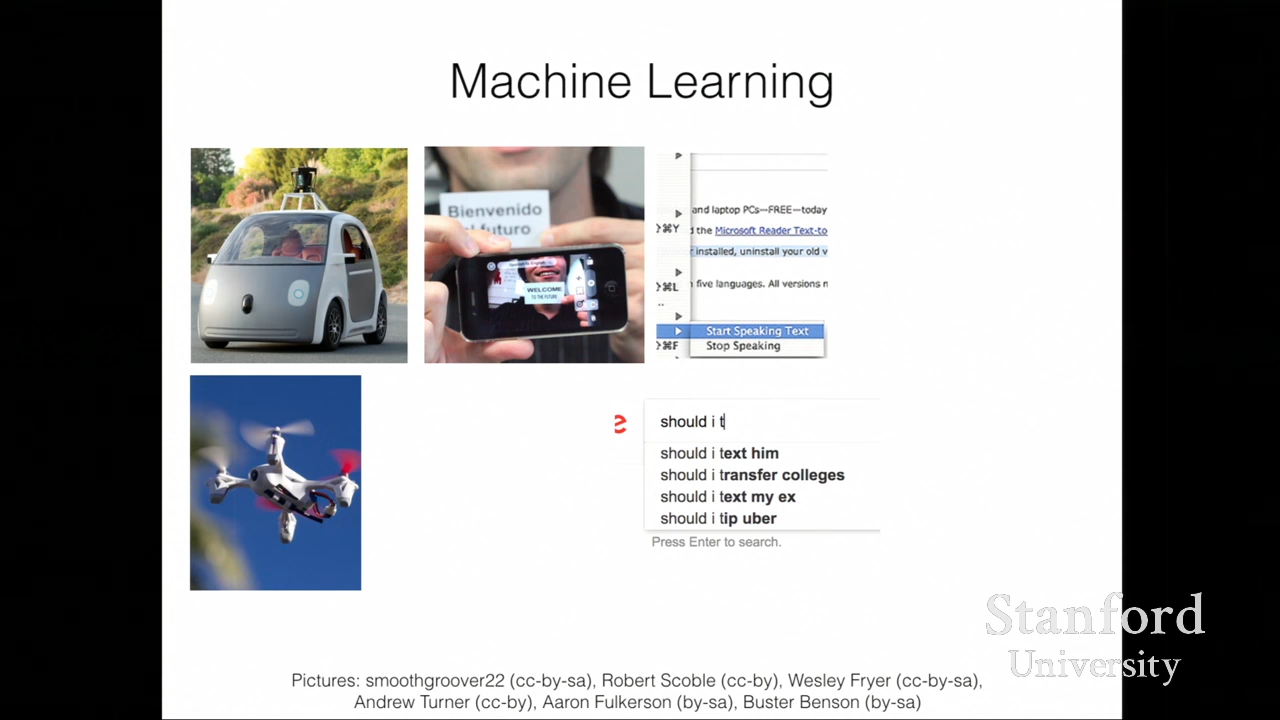 Machine Learning
Bienvenido
al futuro
WELCOME
TO THE FUTURE
and laptop PCs—FREE—today
the Microsoft Reader Text-to
installed, uninstall your old v
five languages. All versions
⇧⌘Y
⇧⌘L
Start Speaking Text
⇧⌘F Stop Speaking
e should i t
should i text him
should i transfer colleges
should i text my ex
should i tip uber
Press Enter to search.
Stanford
University
Pictures: smoothgroover22 (cc-by-sa), Robert Scoble (cc-by), Wesley Fryer (cc-by-sa),
Andrew Turner (cc-by), Aaron Fulkerson (by-sa), Buster Benson (by-sa)